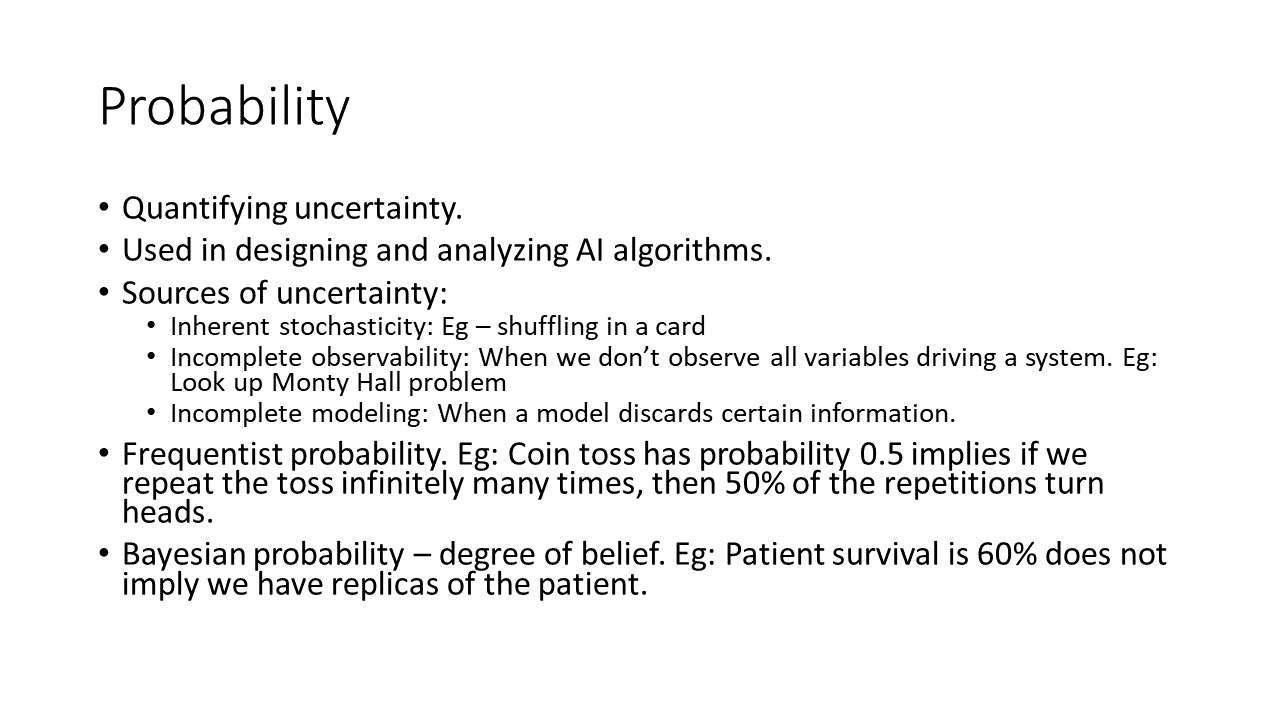 Probability
• Quantifying uncertainty.
• Used in designing and analyzing AI algorithms.
• Sources of uncertainty:
• Inherent stochasticity: Eg – shuffling in a card
• Incomplete observability: When we don’t observe all variables driving a system. Eg:
Look up Monty Hall problem
• Incomplete modeling: When a model discards certain information.
• Frequentist probability. Eg: Coin toss has probability 0.5 implies if we
repeat the toss infinitely many times, then 50% of the repetitions turn
heads.
• Bayesian probability – degree of belief. Eg: Patient survival is 60% does not
imply we have replicas of the patient.